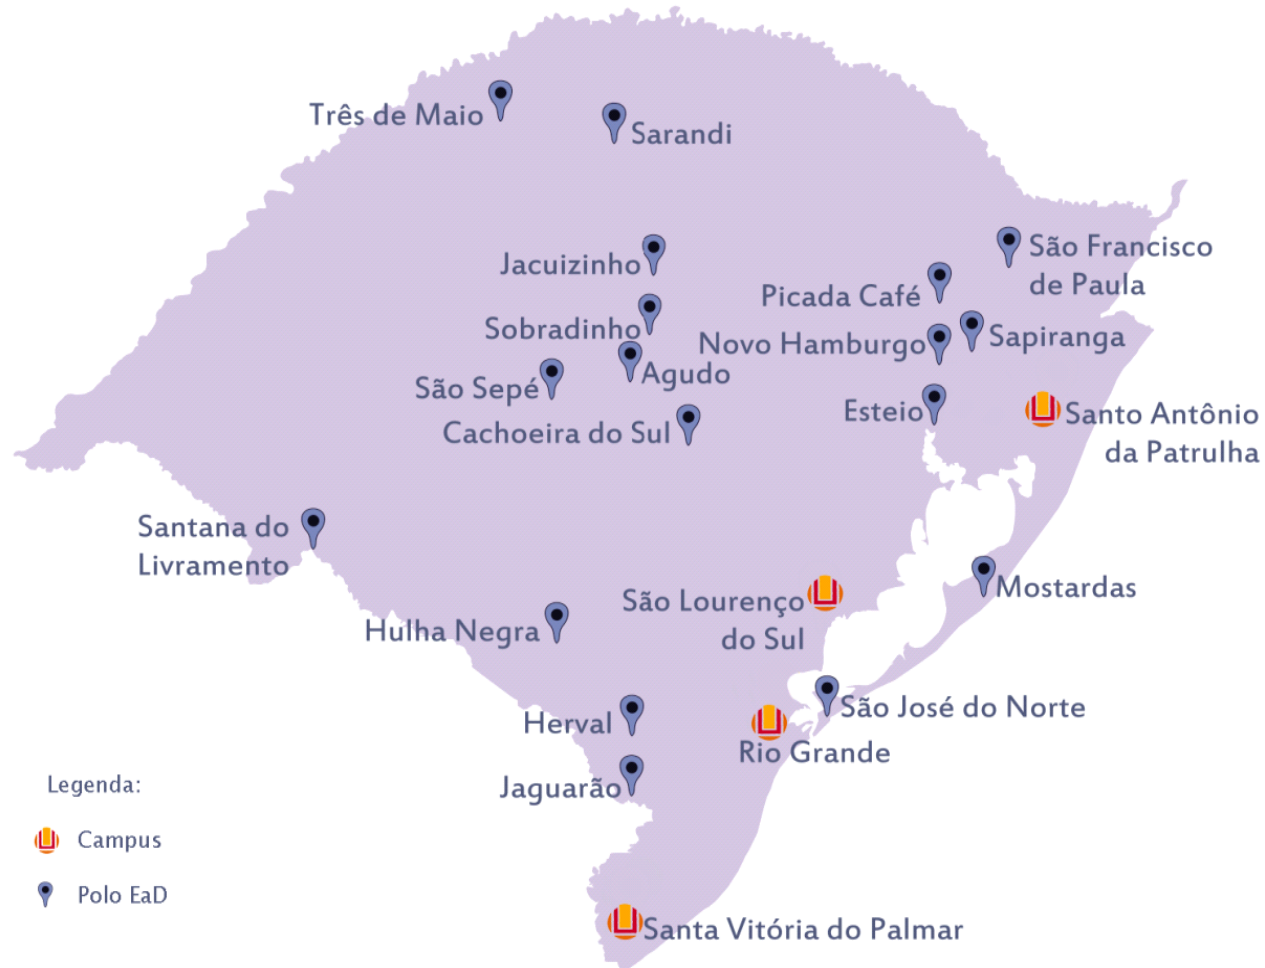 Três de Maio
Sarandi
Jacuizinho
São Francisco
de Paula
Picada Café
Sobradinho
Novo Hamburgo
Sapiranga
Agudo
São Sepé
Esteio
Santo Antônio
da Patrulha
Cachoeira do Sul
Santana do
Livramento
Mostardas
São Lourenço
do Sul
Hulha Negra
São José do Norte
Herval
Rio Grande
Jaguarão
Legenda:
Campus
Polo EaD
Santa Vitória do Palmar